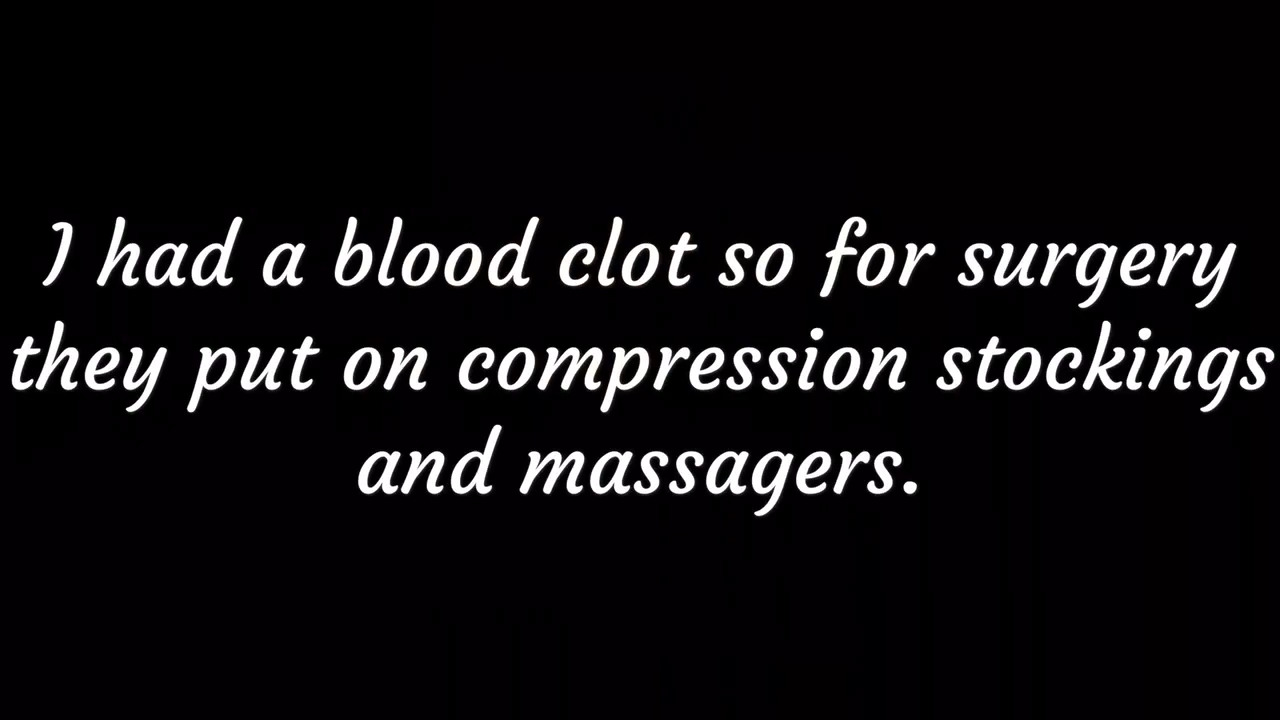 I had a blood clot so for surgery
they put on compression stockings
and massagers.